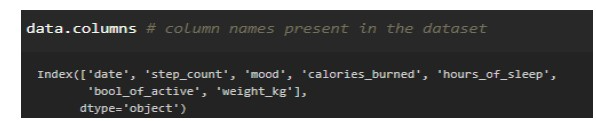 data.columns # column names present in the dataset
Index(['date', 'step_count', 'mood', 'calories_burned', 'hours_of_sleep',
'bool_of_active', 'weight_kg'],
dtype='object')